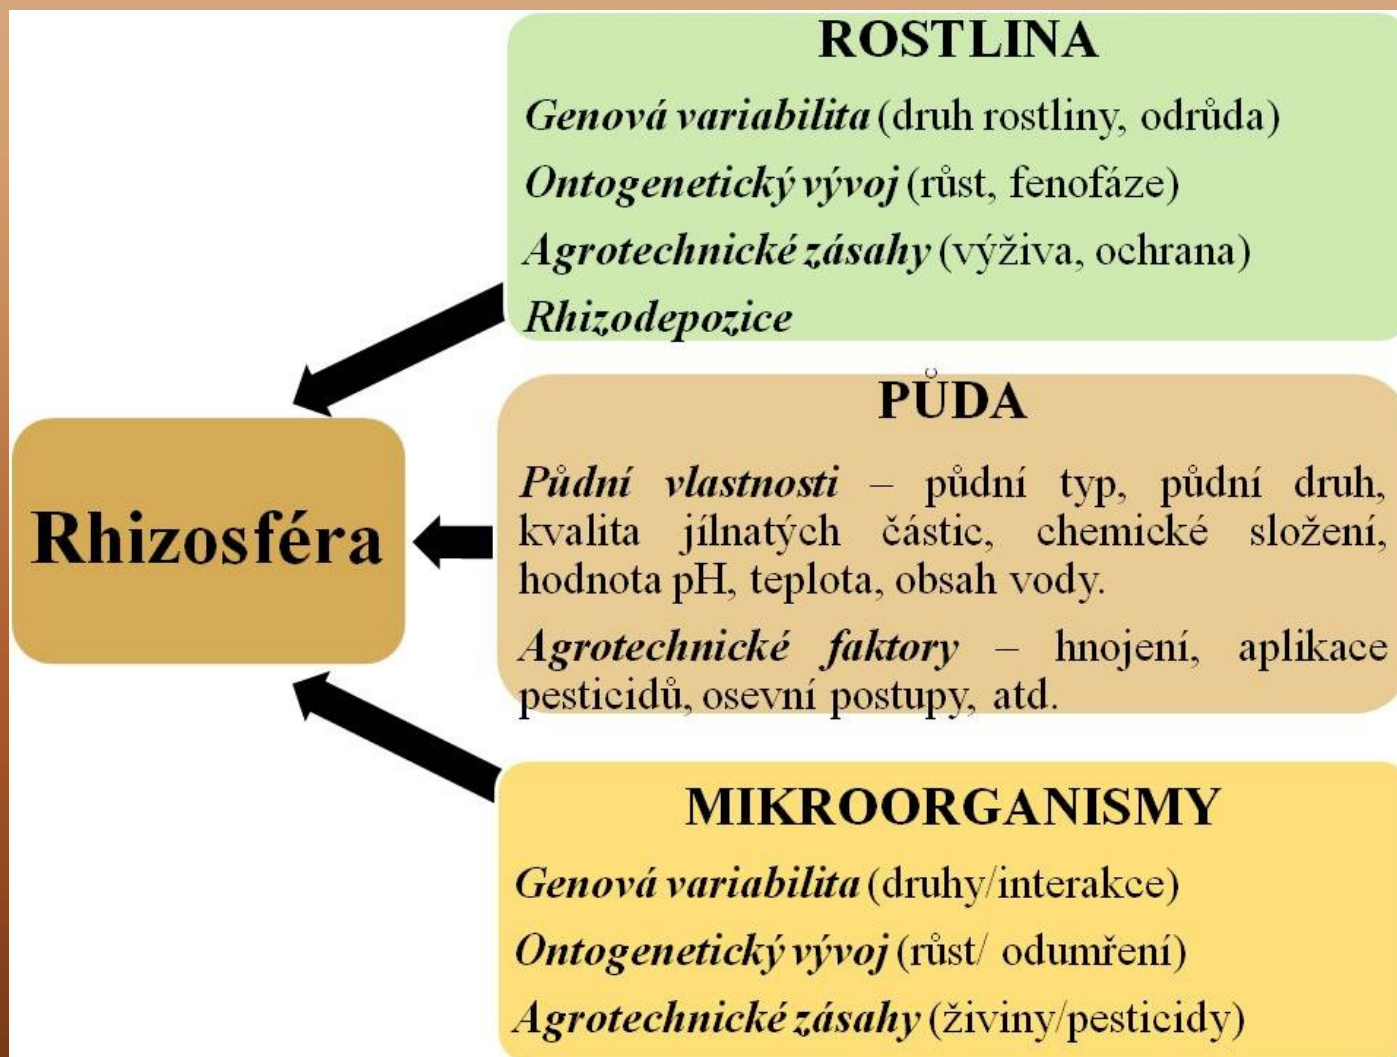 ROSTLINA
Genová variabilita (druh rostliny, odrůda)
Ontogenetický vývoj (růst, fenofáze)
Agrotechnické zásahy (výživa, ochrana)
Rhizodepozice
Rhizosféra
PŮDA
Půdní vlastnosti – půdní typ, půdní druh,
kvalita jílnatých částic, chemické složení,
hodnota pH, teplota, obsah vody.
Agrotechnické faktory – hnojení, aplikace
pesticidů, osevní postupy, atd.
MIKROORGANISMY
Genová variabilita (druhy/interakce)
Ontogenetický vývoj (růst/ odumření)
Agrotechnické zásahy (živiny/pesticidy)